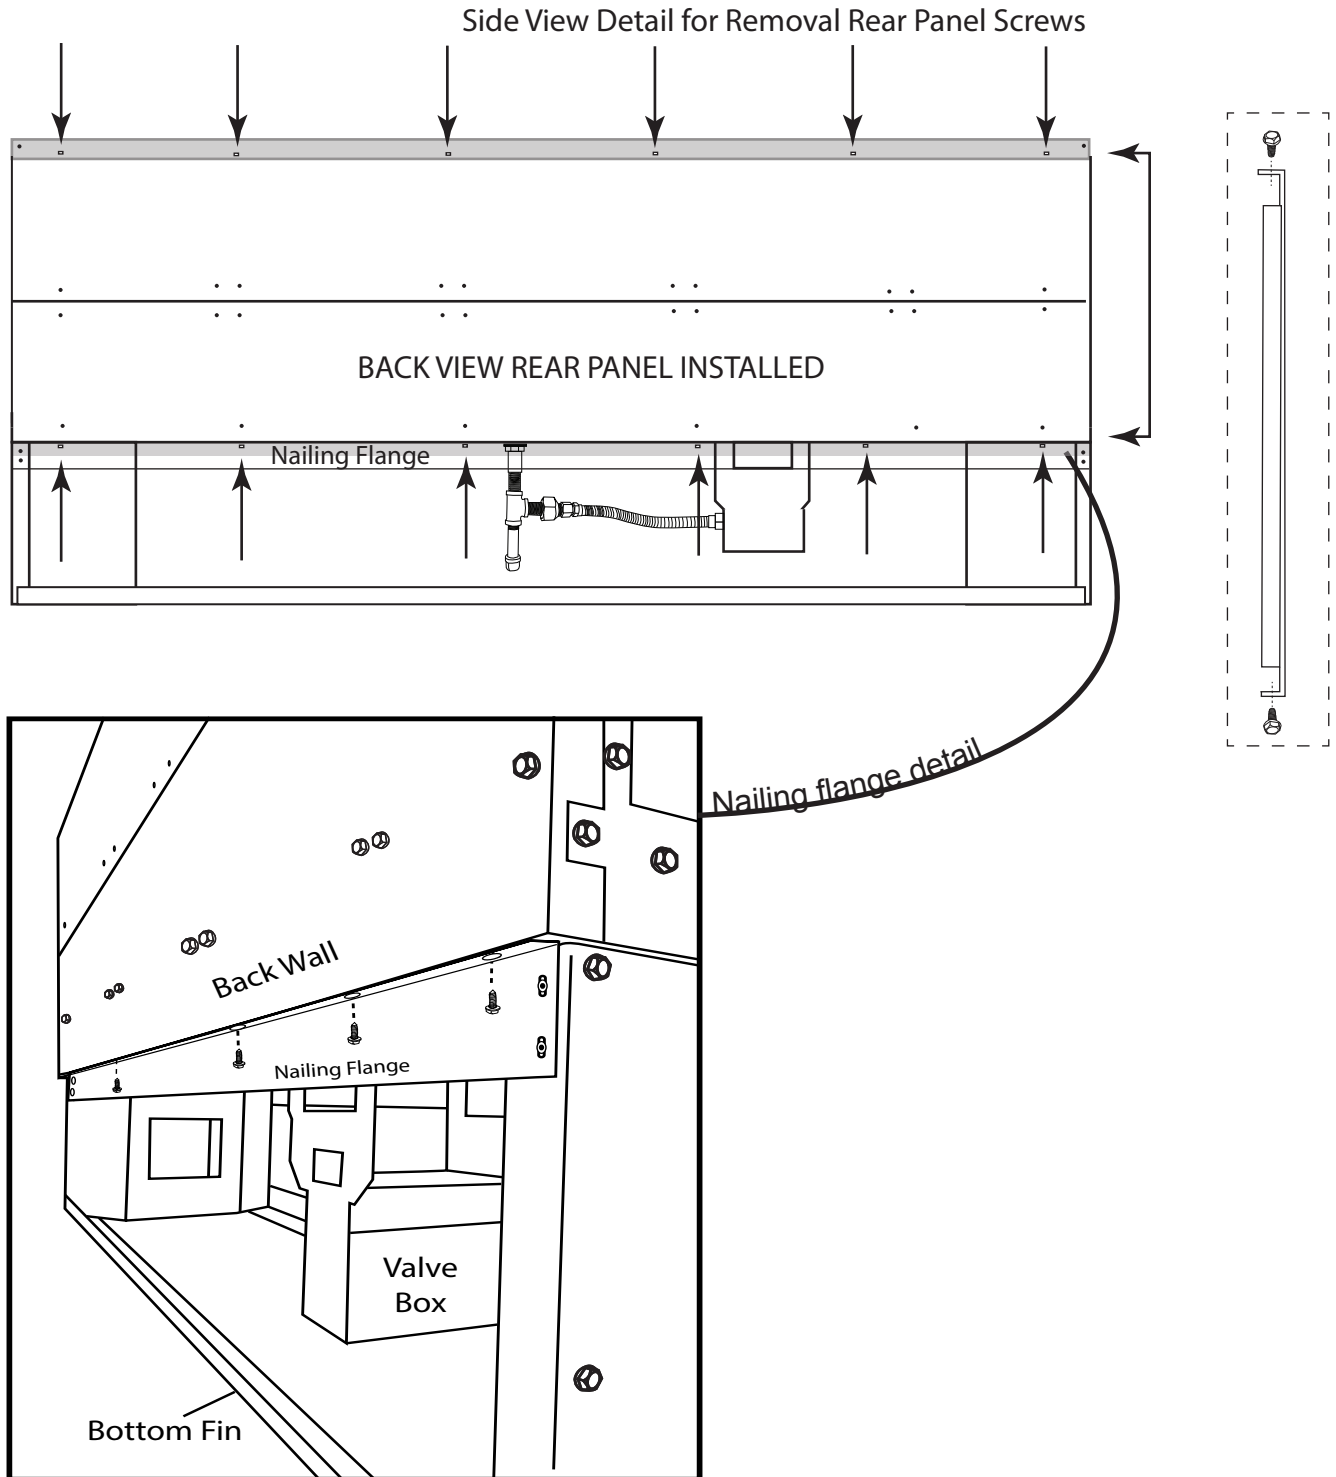 Side View Detail for Removal Rear Panel Screws
BACK VIEW REAR PANEL INSTALLED
Nailing Flange
Nailing flange detail
Back Wall
Nailing Flange
Valve
Box
Bottom Fin